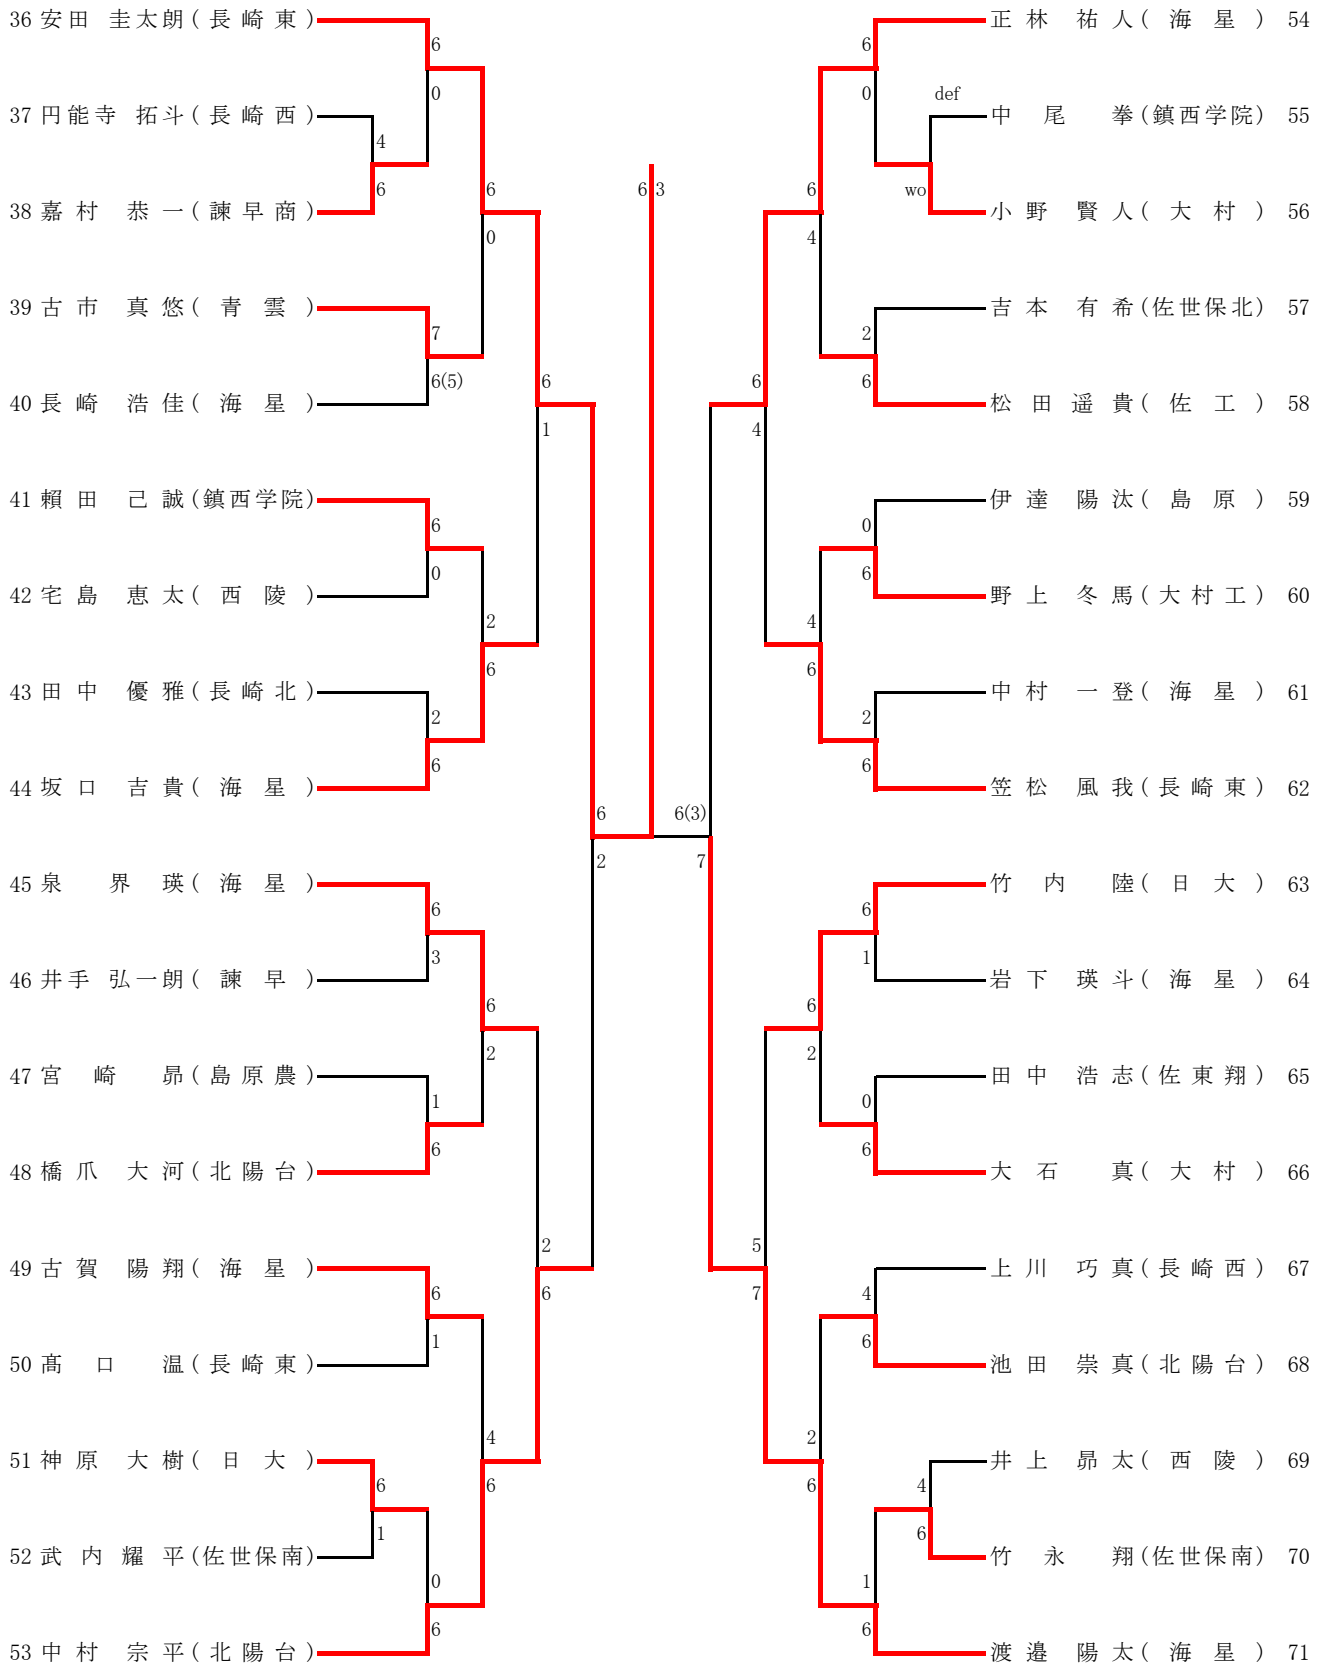 36 安田 圭太朗(長崎東)
6
0
37 円能寺 拓斗(長崎西)
4
6
38 嘉村 恭一(諫早商)
6
0
39 古市 真悠(青雲)
7
6(5)
40 長崎 浩佳(海星)
6
1
41 頼田 己誠(鎮西学院)
6
0
42 宅島 恵太(西陵)
2
6
43 田中 優雅(長崎北)
2
6
44 坂口 吉貴(海星)
6
2
45 泉 界瑛(海星)
6
3
46 井手 弘一朗(諫早)
6
2
47 宮崎 昴(島原農)
1
6
48 橋爪 大河(北陽台)
2
6
49 古賀 陽翔(海星)
6
1
50 髙口 温(長崎東)
4
6
51 神原 大樹(日大)
6
1
52 武内 耀平(佐世保南)
0
6
53 中村 宗平(北陽台)
6 3
正林 祐人(海星) 54
6
0
def
中尾 拳(鎮西学院) 55
wo
小野 賢人(大村) 56
6
4
吉本 有希(佐世保北) 57
2
6
松田 遥貴(佐工) 58
6
4
伊達 陽汰(島原) 59
0
6
野上 冬馬(大村工) 60
4
6
中村 一登(海星) 61
2
6
笠松 風我(長崎東) 62
6(3)
7
竹内 陸(日大) 63
6
1
岩下 瑛斗(海星) 64
6
2
田中 浩志(佐東翔) 65
0
6
大石 真(大村) 66
5
7
上川 巧真(長崎西) 67
4
6
池田 崇真(北陽台) 68
2
6
井上 昴太(西陵) 69
4
6
竹永 翔(佐世保南) 70
1
6
渡邉 陽太(海星) 71